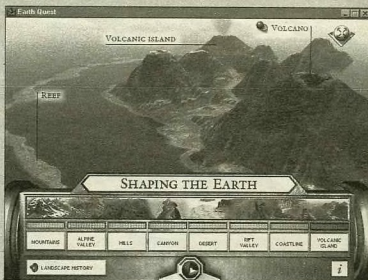 Earth Quest
VOLCANIC ISLAND
VOLCANO
REEF
SHAPING THE EARTH
MOUNTAINS
ALPINE
VALLEY
HILLS
CANYON
DESERT
RIFT
VALLEY
COASTLINE
VOLCANIC
ISLAND
LANDSCAPE HISTORY
i